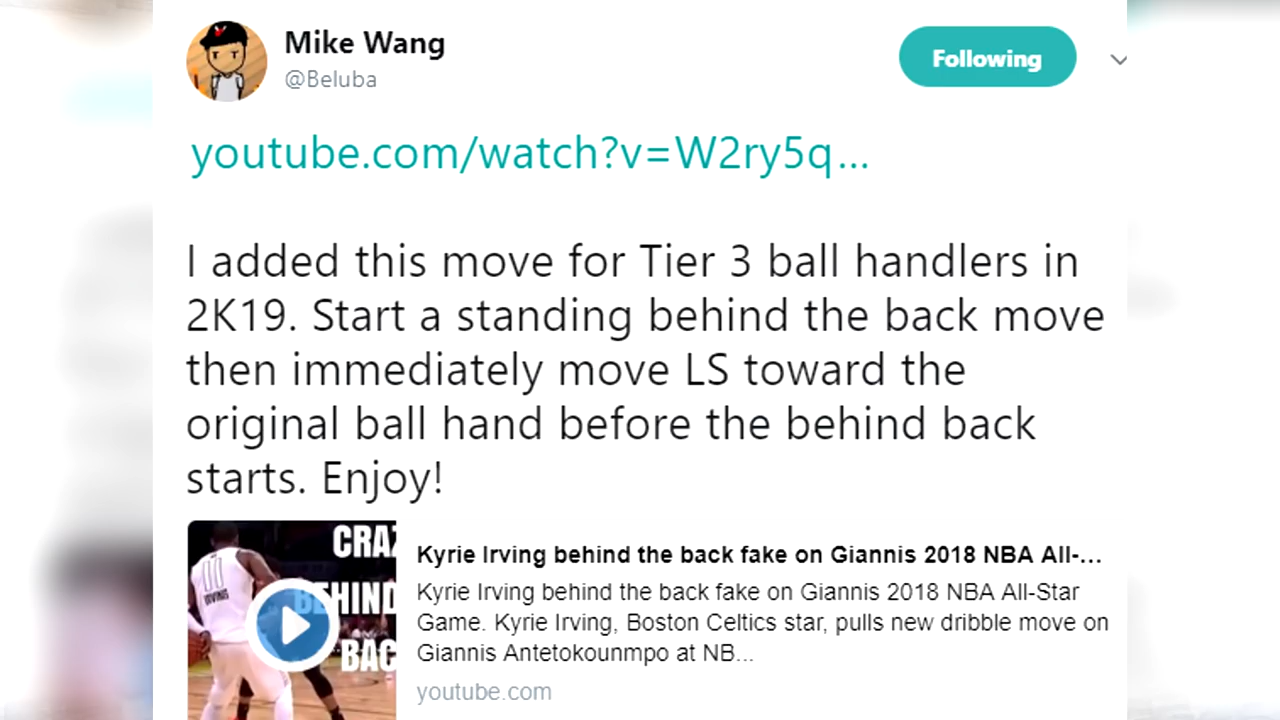 Mike Wang
@Beluba
Following
youtube.com/watch?v=W2ry5q...
I added this move for Tier 3 ball handlers in
2K19. Start a standing behind the back move
then immediately move LS toward the
original ball hand before the behind back
starts. Enjoy!
CRAZ
BEHIND
BAC
IRVING
Kyrie Irving behind the back fake on Giannis 2018 NBA All-...
Kyrie Irving behind the back fake on Giannis 2018 NBA All-Star
Game. Kyrie Irving, Boston Celtics star, pulls new dribble move on
Giannis Antetokounmpo at NB...
youtube.com